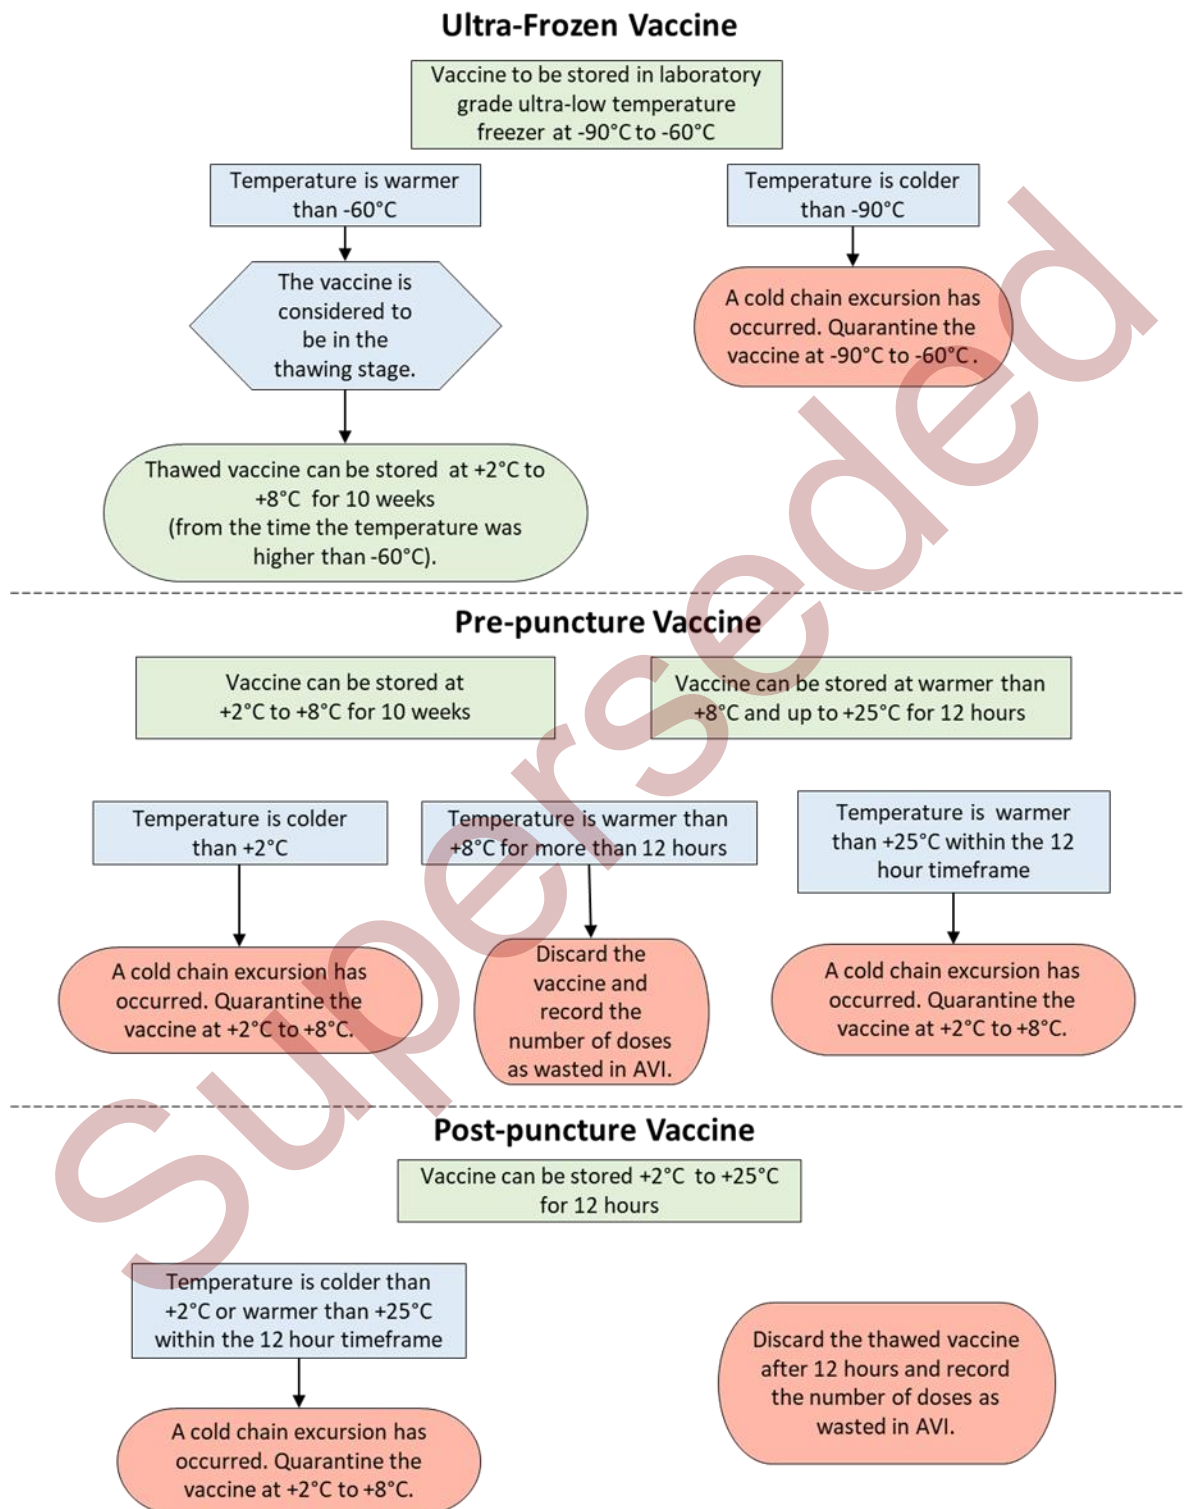 Ultra-Frozen Vaccine
Vaccine to be stored in laboratory
grade ultra-low temperature
freezer at -90°C to -60°C
Temperature is warmer
than -60°C
Temperature is colder
than -90°C
The vaccine is
considered to
be in the
thawing stage.
A cold chain excursion has
occurred. Quarantine the
vaccine at -90°C to -60°C .
Thawed vaccine can be stored at +2°C to
+8°C for 10 weeks
(from the time the temperature was
higher than -60°C).
Pre-puncture Vaccine
Vaccine can be stored at
+2°C to +8°C for 10 weeks
Vaccine can be stored at warmer than
+8°C and up to +25°C for 12 hours
Temperature is colder
than +2°C
Temperature is warmer than
+8°C for more than 12 hours
Temperature is warmer
than +25°C within the 12
hour timeframe
A cold chain excursion has
occurred. Quarantine the
vaccine at +2°C to +8°C.
Discard the
vaccine and
record the
number of doses
as wasted in AVI.
A cold chain excursion has
occurred. Quarantine the
vaccine at +2°C to +8°C.
Post-puncture Vaccine
Vaccine can be stored +2°C to +25°C
for 12 hours
Temperature is colder than
+2°C or warmer than +25°C
within the 12 hour timeframe
A cold chain excursion has
occurred. Quarantine the
vaccine at +2°C to +8°C.
Discard the thawed vaccine
after 12 hours and record
the number of doses as
wasted in AVI.
Superseded